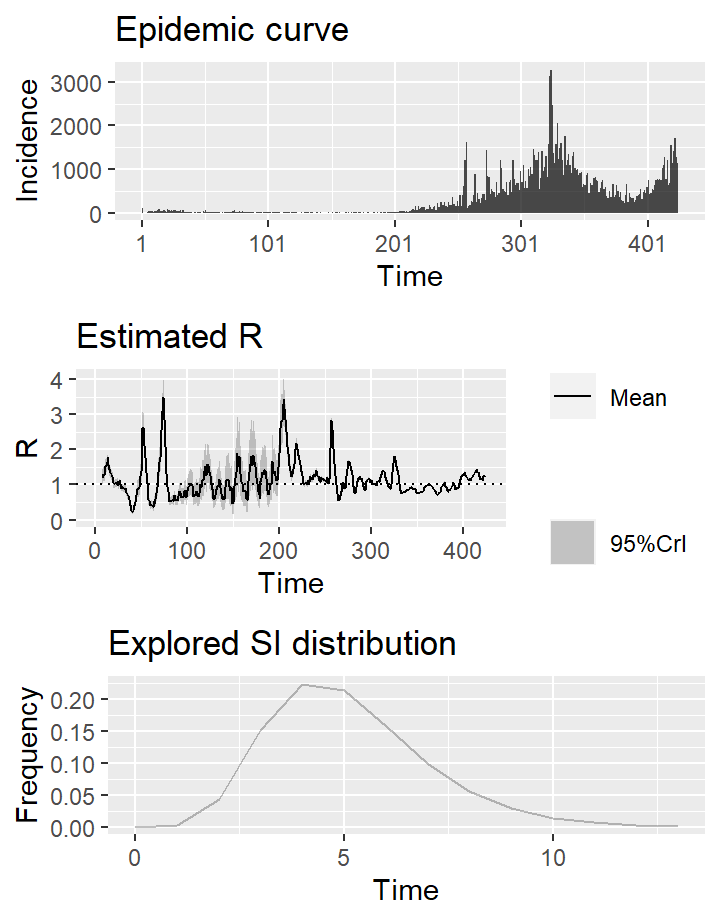 Epidemic curve
Incidence
3000
2000
1000
0
1 101 201 301 401
Time
Estimated R
R
4
3
2
1
0
0 100 200 300 400
Time
Mean
95%CrI
Explored SI distribution
Frequency
0.20
0.15
0.10
0.05
0.00
0 5 10
Time